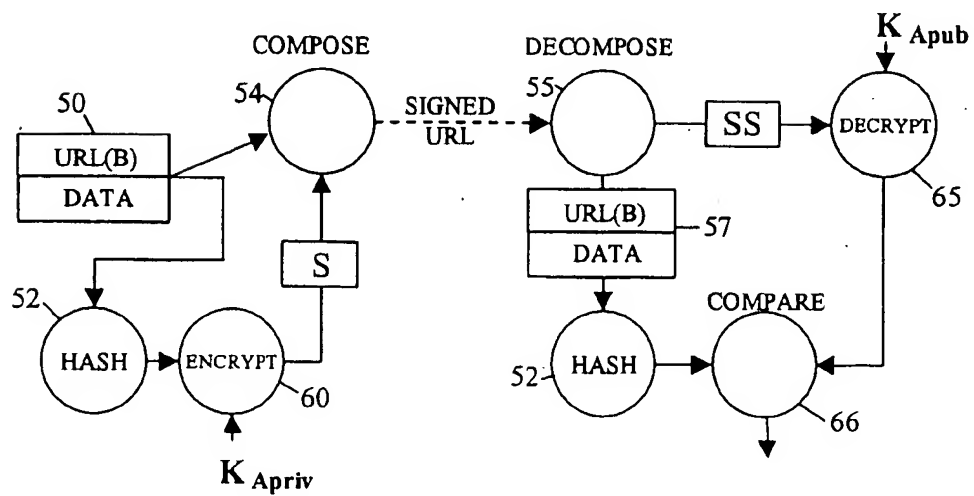 COMPOSE
DECOMPOSE
K Apub
50
54
55
SIGNED
URL
SS
DECRYPT
URL(B)
DATA
65
URL(B)
DATA
57
S
52
COMPARE
HASH
ENCRYPT
60
52
HASH
66
K Apriv